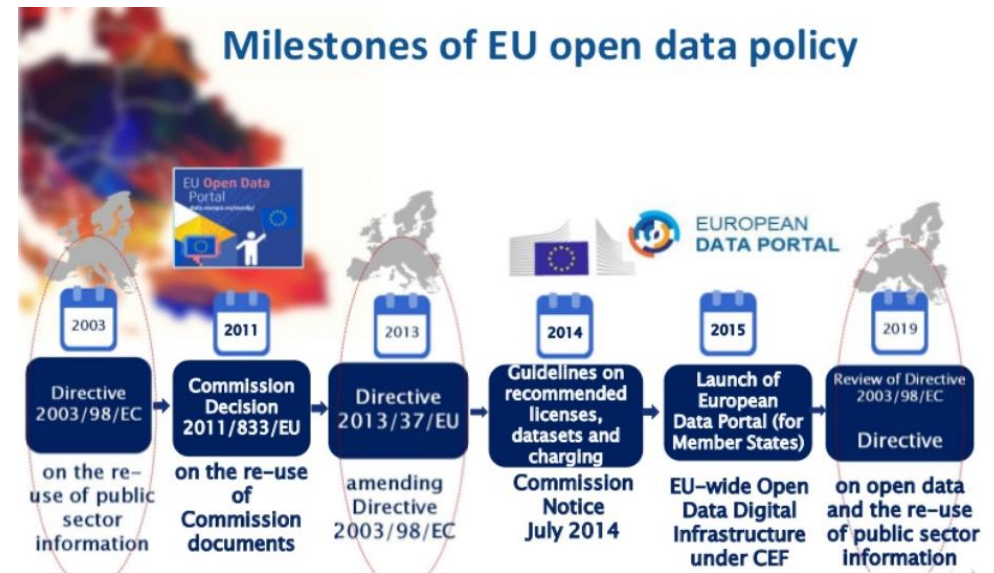 Milestones of EU open data policy
EU Open Data
Portal
EUROPEAN
DATA PORTAL
2003
2011
2013
2014
2015
2019
Directive
2003/98/EC
Commission
Decision
2011/833/EU
Directive
2013/37/EU
Guidelines on
recommended
licenses,
datasets and
charging
Launch of
European
Data Portal (for
Member States)
Review of Directive
2003/98/EC
Directive
on the re-
use of public
sector
information
on the re-use
of
Commission
documents
amending
Directive
2003/98/EC
Commission
Notice
July 2014
EU-wide Open
Data Digital
Infrastructure
under CEF
on open data
and the re-use
of public sector
information